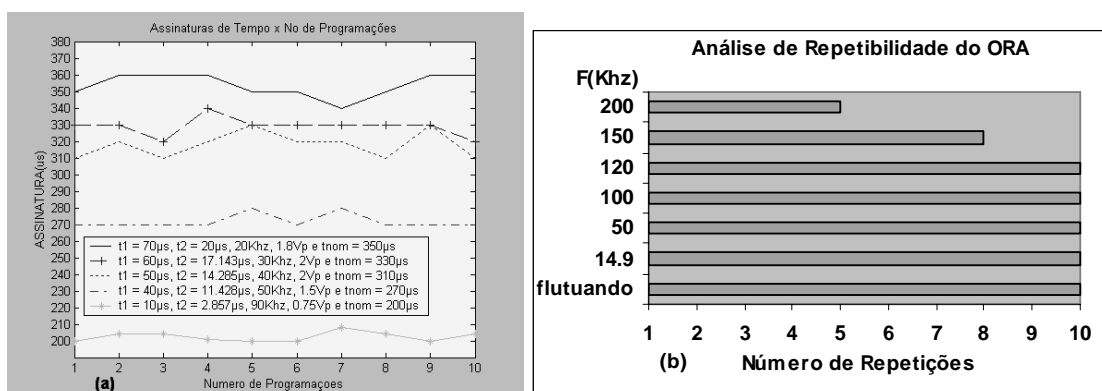 Assinaturas de Tempo x No de Programações
ASSINATURA(us)
380
370
360
350
340
330
320
310
300
290
280
270
260
250
240
230
220
210
200
t1 = 70µs, t2 = 20µs, 20Khz, 1.8Vp e tnom = 350µs
t1 = 60µs, t2 = 17.143µs, 30Khz, 2Vp e tnom = 330µs
t1 = 50µs, t2 = 14.285µs, 40Khz, 2Vp e tnom = 310µs
t1 = 40µs, t2 = 11.428µs, 50Khz, 1.5Vp e tnom = 270µs
t1 = 10µs, t2 = 2.857µs, 90Khz, 0.75Vp e tnom = 200µs
1 2 3 4 5 6 7 8 9 10
(a)
Numero de Programaçoes
Análise de Repetibilidade do ORA
F(Khz)
200
150
120
100
50
14.9
flutuando
1 2 3 4 5 6 7 8 9 10
(b)
Número de Repetições